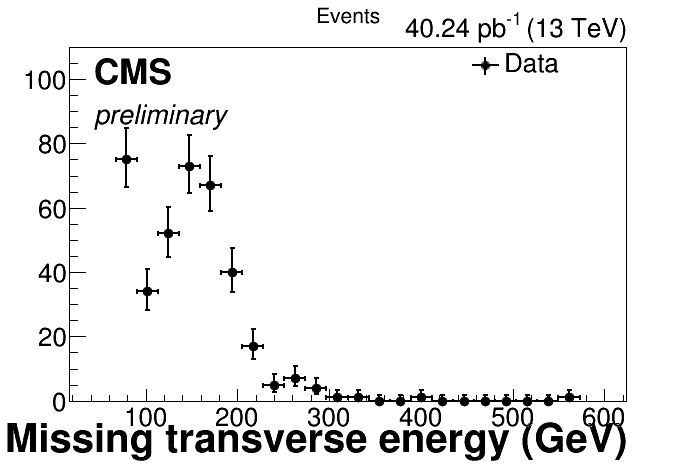 Events
40.24 pb-1 (13 TeV)
CMS
preliminary
Data
100
80
60
40
20
0
100 200 300 400 500 600
Missing transverse energy (GeV)